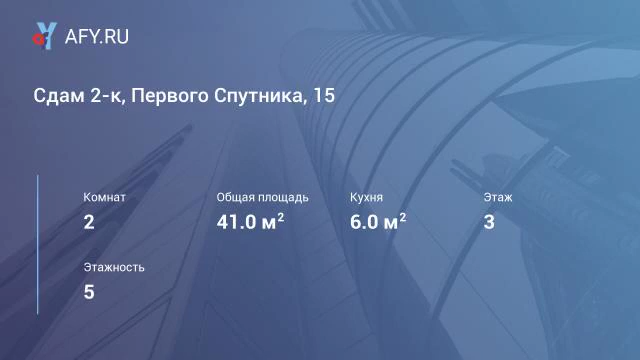 AFY.RU
Сдам 2-к, Первого Спутника, 15
Комнат
2
Общая площадь
41.0 м²
Кухня
6.0 м²
Этаж
3
Этажность
5